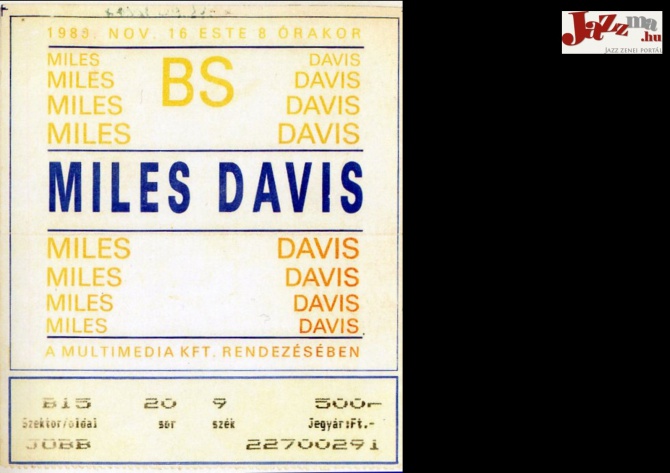 1983. NOV. 16 ESTE 8 ÓRAKOR
MILES DAVIS
MILES BS DAVIS
MILES DAVIS
MILES DAVIS
MILES DAVIS
MILES DAVIS
MILES DAVIS
MILES DAVIS
MILES DAVIS
A MULTIMEDIA KFT. RENDEZÉSÉBEN
B15 20 9 500.-
Szektor/oldal sor szék Jegyár:Ft.-
JOBB 22700291
Jazzma.hu
JAZZ ZENEI PORTÁL